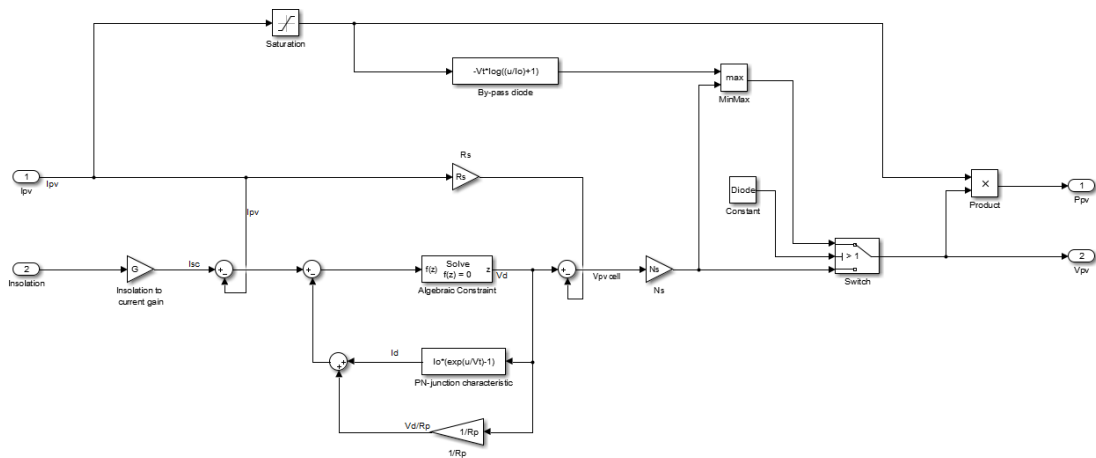 Saturation
-Vt*log((u/Io)+1)
By-pass diode
max
MinMax
1
Ipv
Ipv
Ipv
Rs
Rs
Diode
Constant
×
Product
1
Ppv
2
Insolation
G
Insolation to
current gain
Isc
f(z)
Solve
f(z) = 0
z
Algebraic Constraint
Vd
Vpv cell
Ns
Ns
> 1
Switch
2
Vpv
Id
Io*(exp(u/Vt)-1)
PN-junction characteristic
Vd/Rp
1/Rp
1/Rp